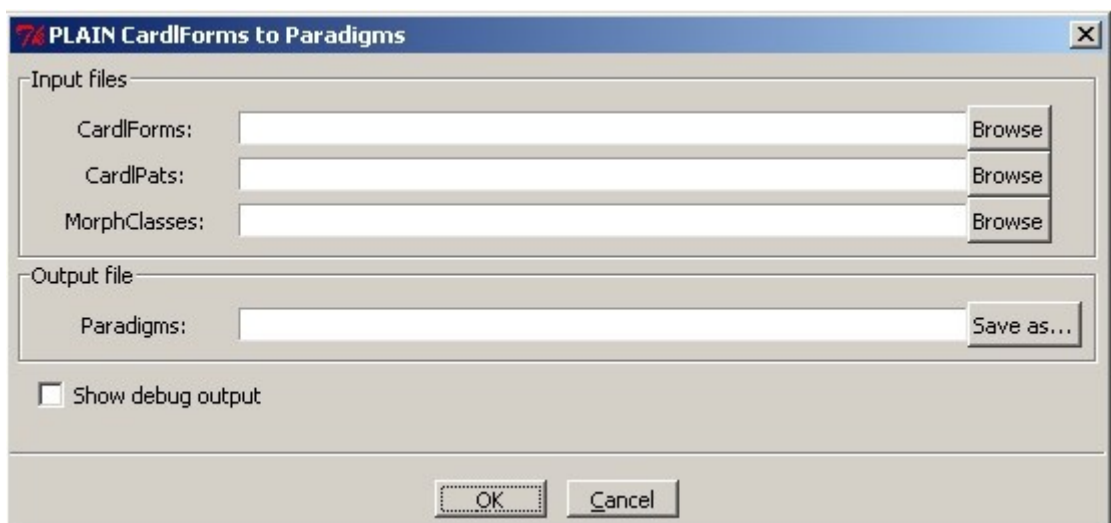 PLAIN CardlForms to Paradigms
Input files
CardlForms: Browse
CardlPats: Browse
MorphClasses: Browse
Output file
Paradigms: Save as...
Show debug output
OK Cancel